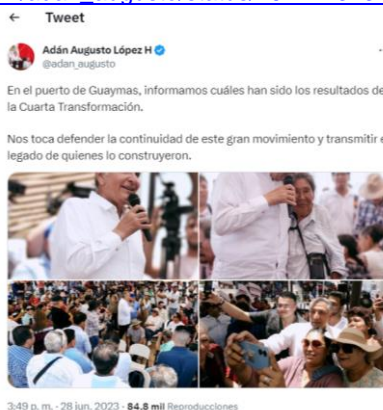 Tweet
Adán Augusto López H
@adan_augusto
En el puerto de Guaymas, informamos cuáles han sido los resultados de
la Cuarta Transformación.
Nos toca defender la continuidad de este gran movimiento y transmitir e
legado de quienes lo construyeron.
3:49 p. m. · 28 jun. 2023 · 84,8 mil Reproducciones